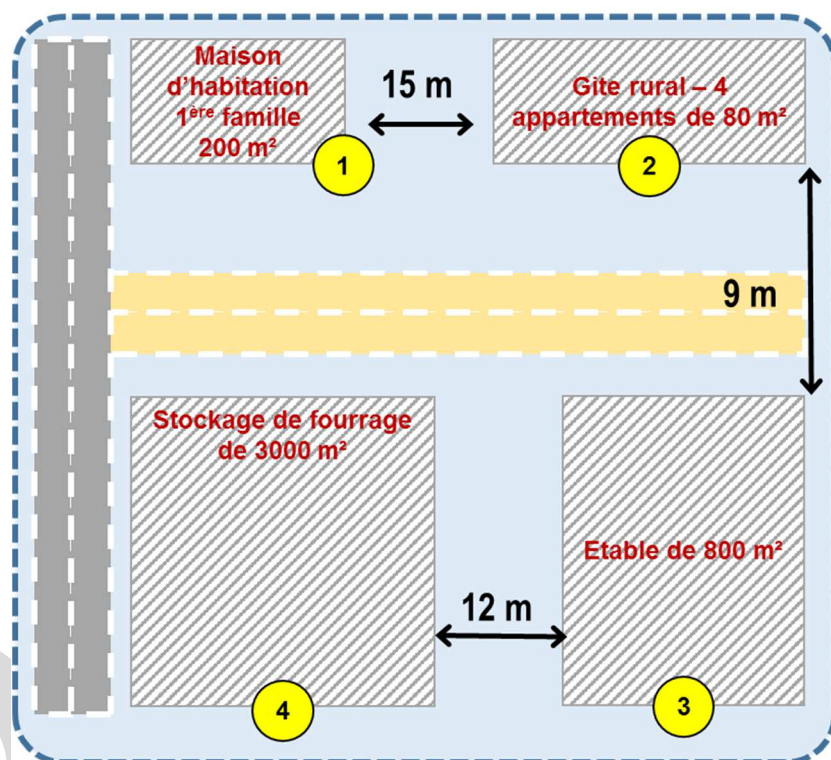 Maison
d'habitation
1ère famille
200 m²
1
15 m
Gite rural – 4
appartements de 80 m²
2
9 m
Stockage de fourrage
de 3000 m²
4
12 m
Etable de 800 m²
3